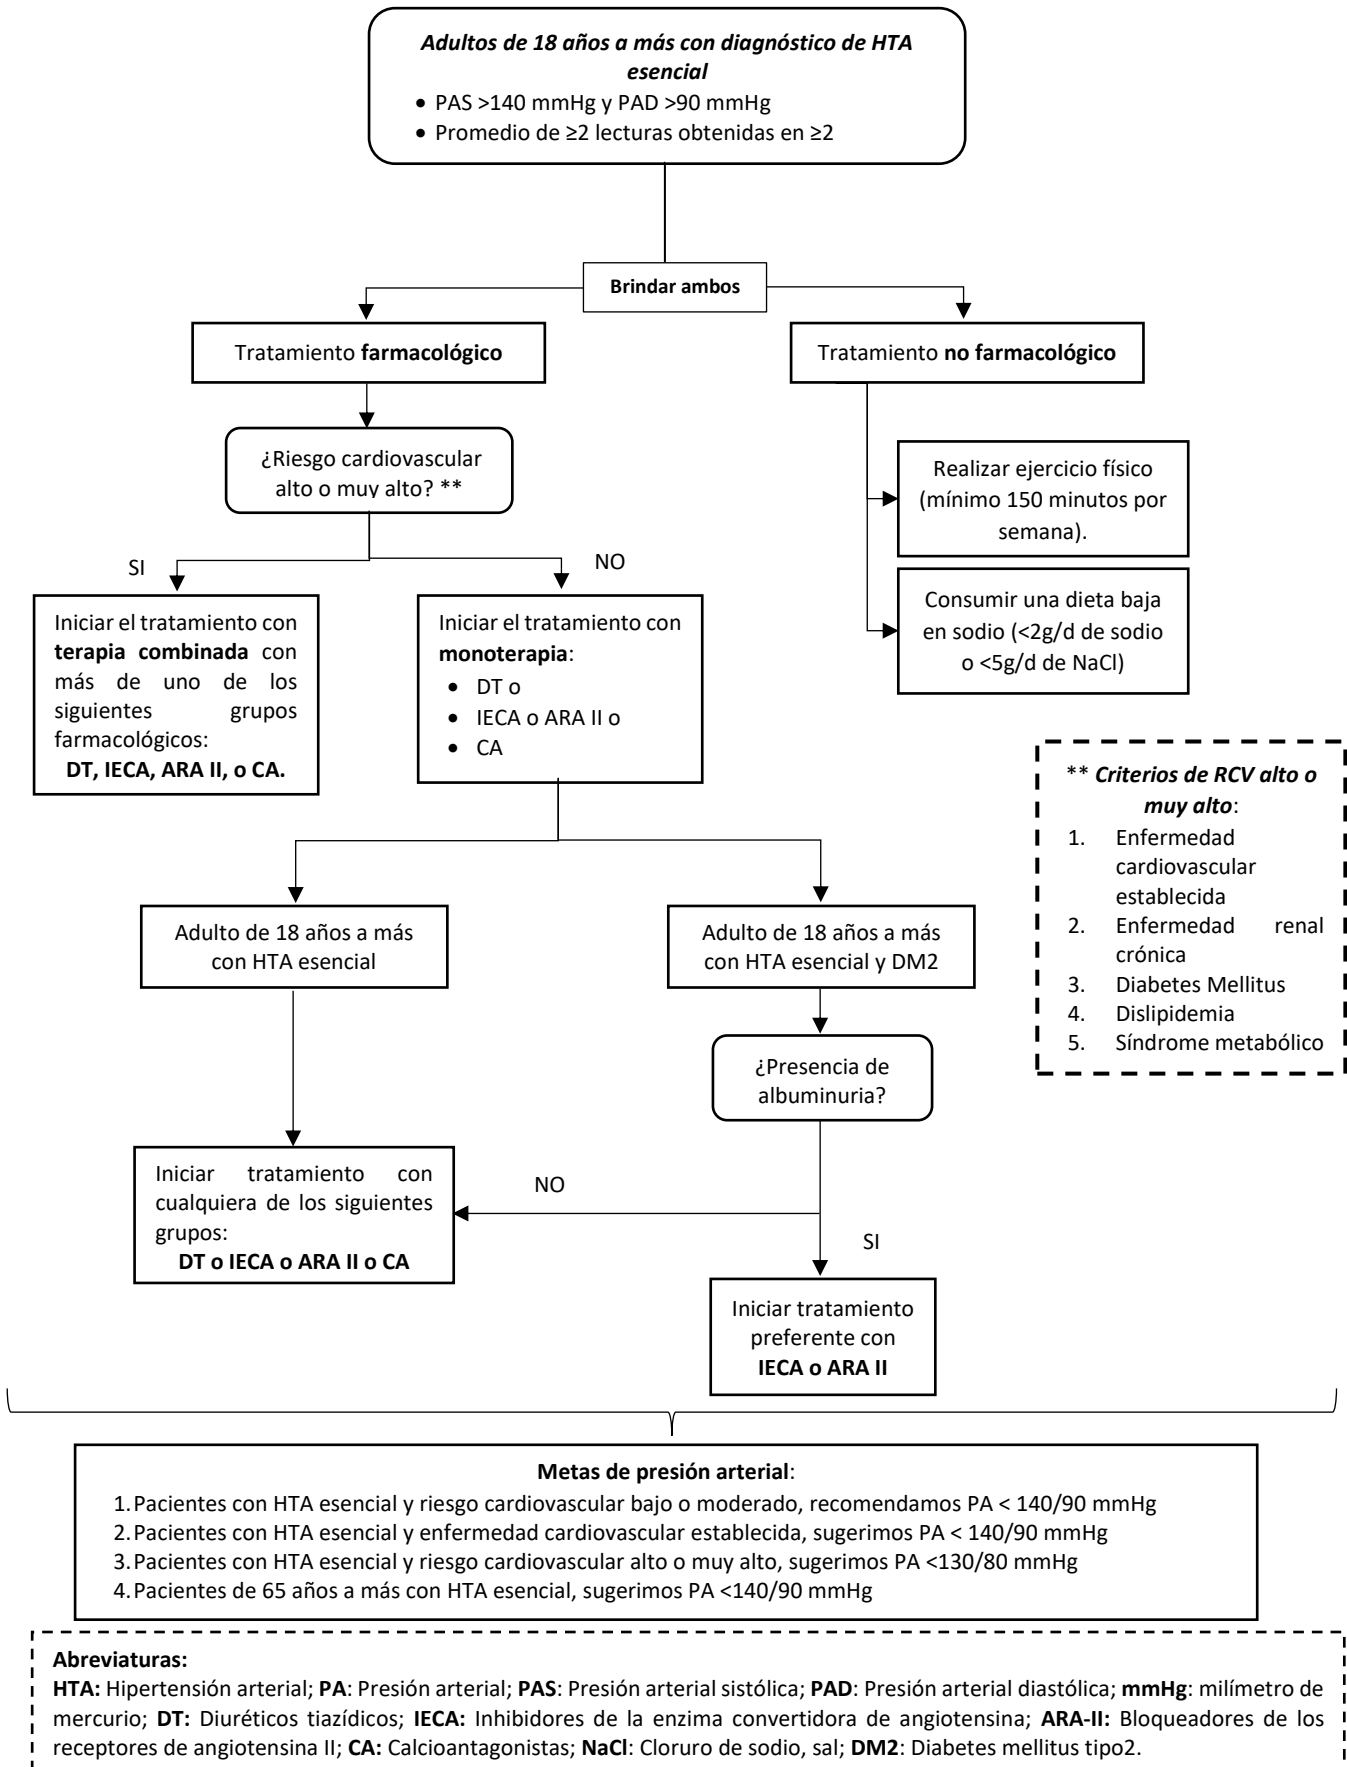 Adultos de 18 años a más con diagnóstico de HTA
esencial
• PAS >140 mmHg y PAD >90 mmHg
• Promedio de ≥2 lecturas obtenidas en ≥2
Brindar ambos
Tratamiento farmacológico
Tratamiento no farmacológico
¿Riesgo cardiovascular
alto o muy alto? **
Realizar ejercicio físico
(mínimo 150 minutos por
semana).
SI
NO
Consumir una dieta baja
en sodio (<2g/d de sodio
o <5g/d de NaCl)
Iniciar el tratamiento con
terapia combinada con
más de uno de los
siguientes grupos
farmacológicos:
DT, IECA, ARA II, o CA.
Iniciar el tratamiento con
monoterapia:
• DT o
• IECA o ARA II o
• CA
** Criterios de RCV alto o
muy alto:
1. Enfermedad
cardiovascular
establecida
2. Enfermedad renal
crónica
3. Diabetes Mellitus
4. Dislipidemia
5. Síndrome metabólico
Adulto de 18 años a más
con HTA esencial
Adulto de 18 años a más
con HTA esencial y DM2
¿Presencia de
albuminuria?
Iniciar tratamiento con
cualquiera de los siguientes
grupos:
DT o IECA o ARA II o CA
NO
SI
Iniciar tratamiento
preferente con
IECA o ARA II
Metas de presión arterial:
1. Pacientes con HTA esencial y riesgo cardiovascular bajo o moderado, recomendamos PA < 140/90 mmHg
2. Pacientes con HTA esencial y enfermedad cardiovascular establecida, sugerimos PA < 140/90 mmHg
3. Pacientes con HTA esencial y riesgo cardiovascular alto o muy alto, sugerimos PA <130/80 mmHg
4. Pacientes de 65 años a más con HTA esencial, sugerimos PA <140/90 mmHg
Abreviaturas:
HTA: Hipertensión arterial; PA: Presión arterial; PAS: Presión arterial sistólica; PAD: Presión arterial diastólica; mmHg: milímetro de
mercurio; DT: Diuréticos tiazídicos; IECA: Inhibidores de la enzima convertidora de angiotensina; ARA-II: Bloqueadores de los
receptores de angiotensina II; CA: Calcioantagonistas; NaCl: Cloruro de sodio, sal; DM2: Diabetes mellitus tipo2.